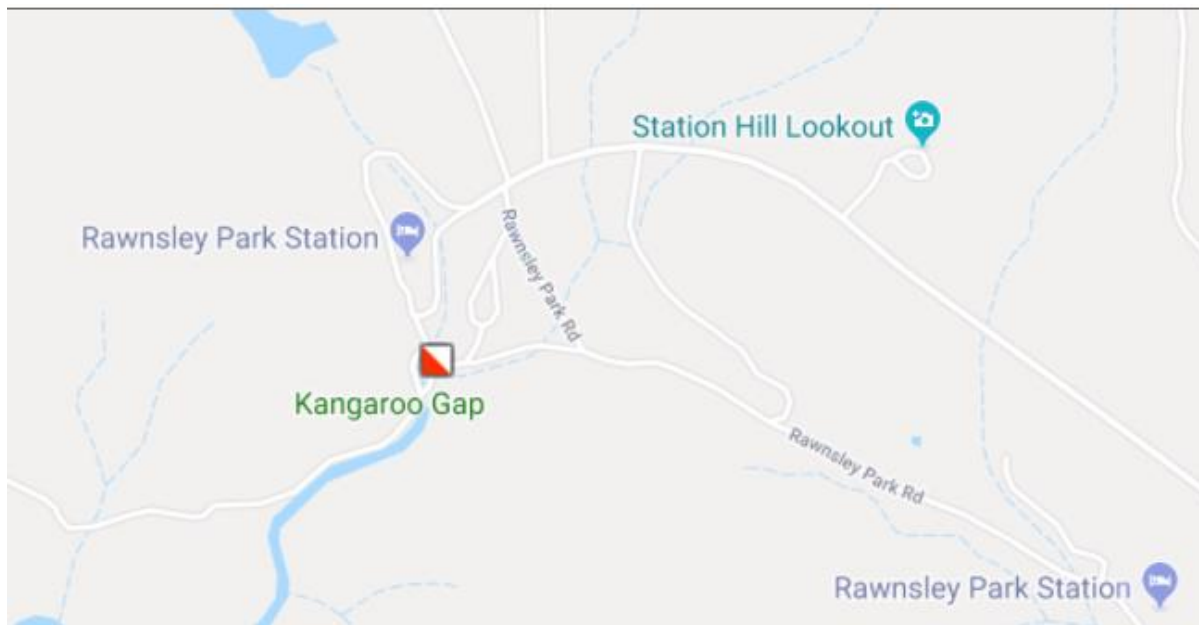 Station Hill Lookout
Rawnsley Park Station
Rawnsley Park Rd
Kangaroo Gap
Rawnsley Park Rd
Rawnsley Park Station